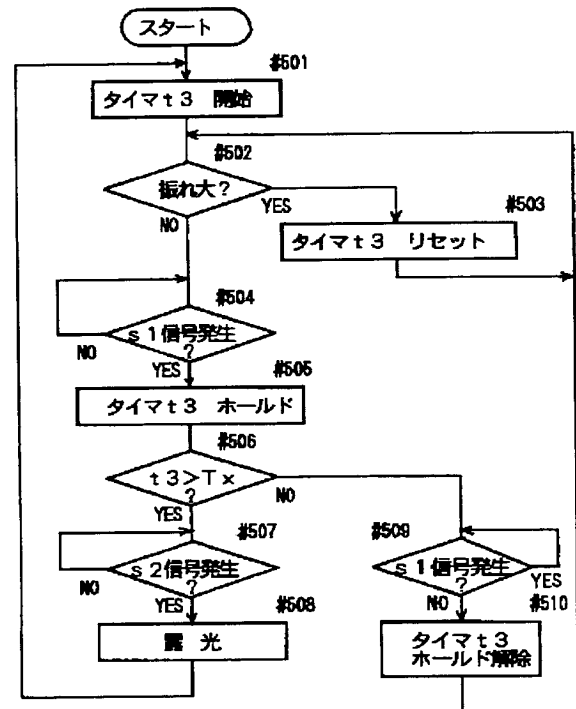 スタート
#501
タイマt3 開始
#502
振れ大?
YES
NO
#503
タイマt3 リセット
#504
s1信号発生
?
NO
YES
#505
タイマt3 ホールド
#506
t3>Tx
?
NO
YES
#507
s2信号発生
?
NO
YES
#508
露光
#509
s1信号発生
?
YES
NO
#510
タイマt3
ホールド解除